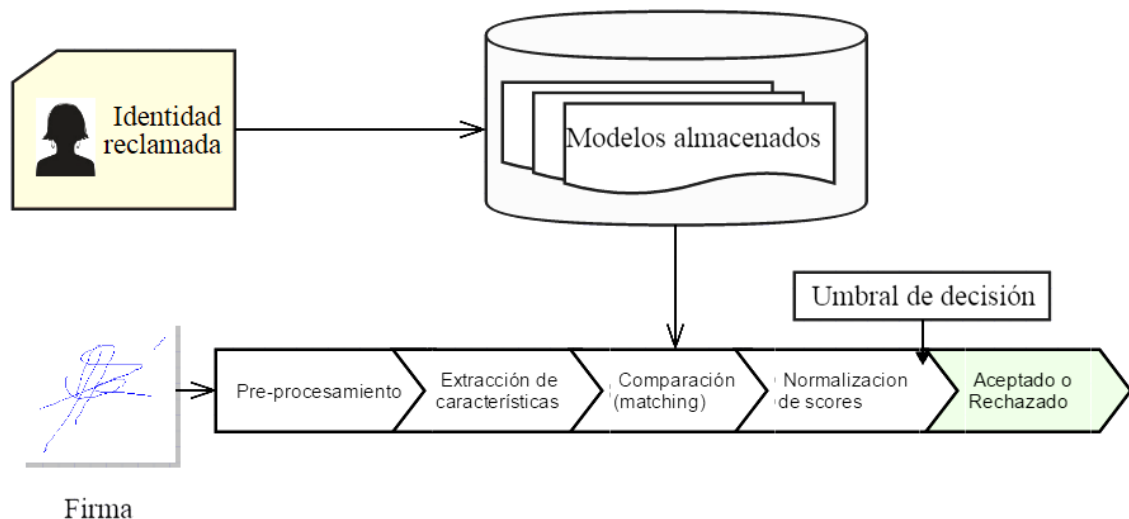 Identidad
reclamada
Modelos almacenados
Umbral de decisión
Pre-procesamiento
Extracción de
características
Comparación
(matching)
Normalizacion
de scores
Aceptado o
Rechazado
Firma